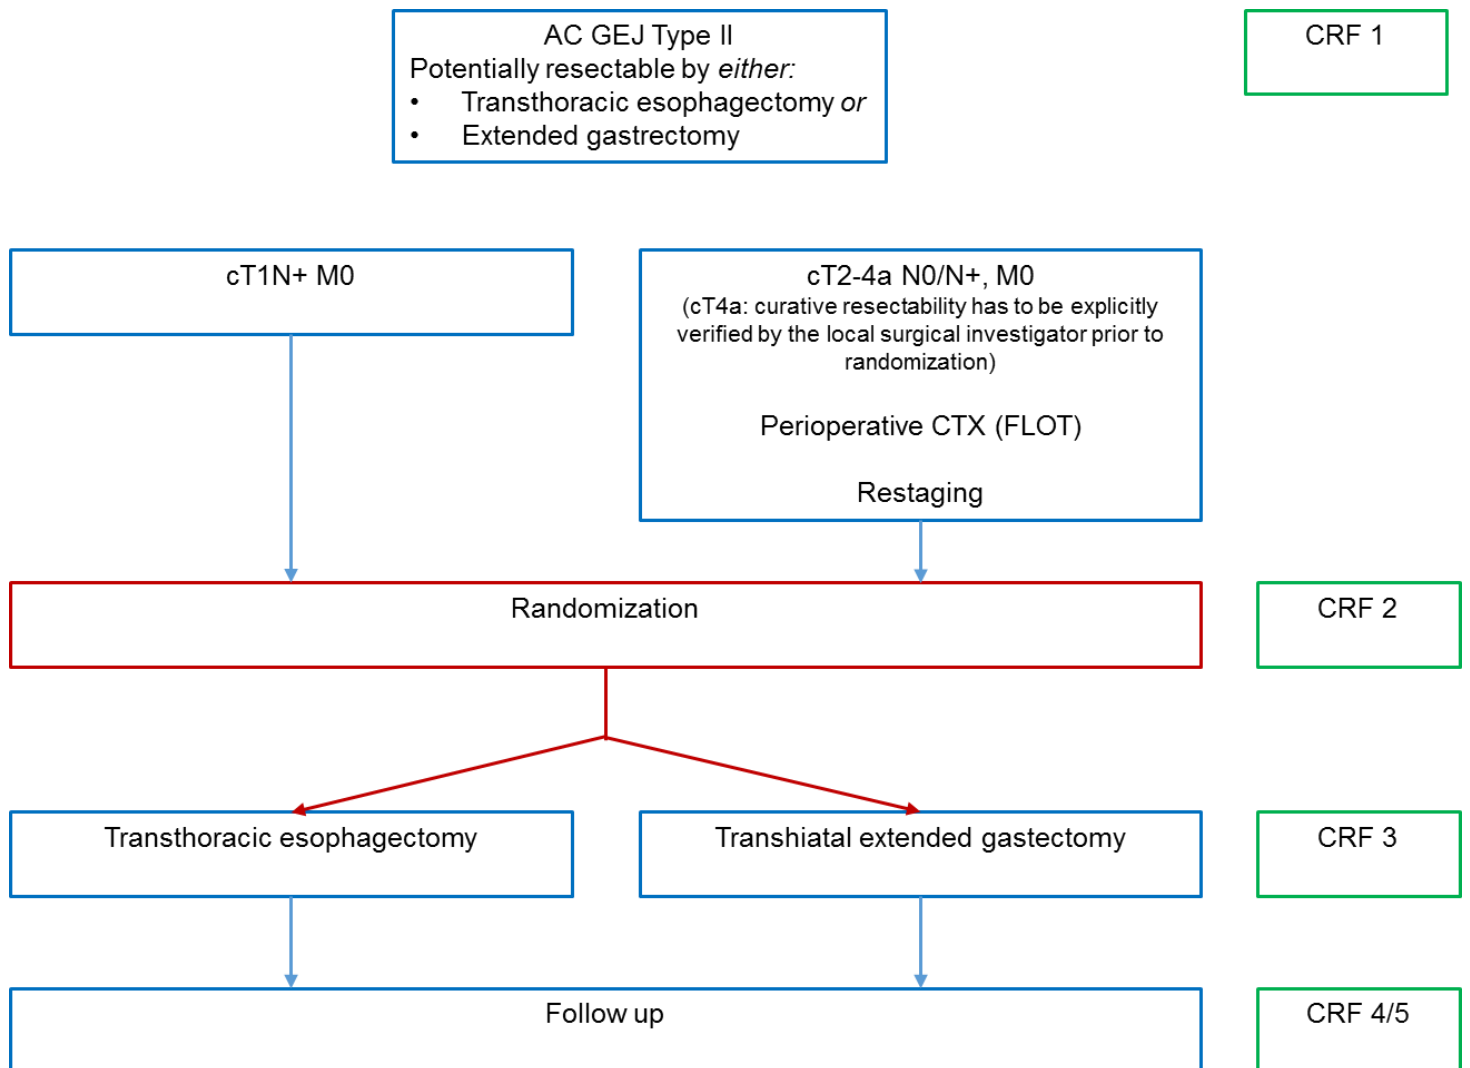 AC GEJ Type II
Potentially resectable by either:
• Transthoracic esophagectomy or
• Extended gastrectomy
CRF 1
cT1N+ M0
cT2-4a N0/N+, M0
(cT4a: curative resectability has to be explicitly
verified by the local surgical investigator prior to
randomization)
Perioperative CTX (FLOT)
Restaging
Randomization
CRF 2
Transthoracic esophagectomy
Transhiatal extended gastectomy
CRF 3
Follow up
CRF 4/5